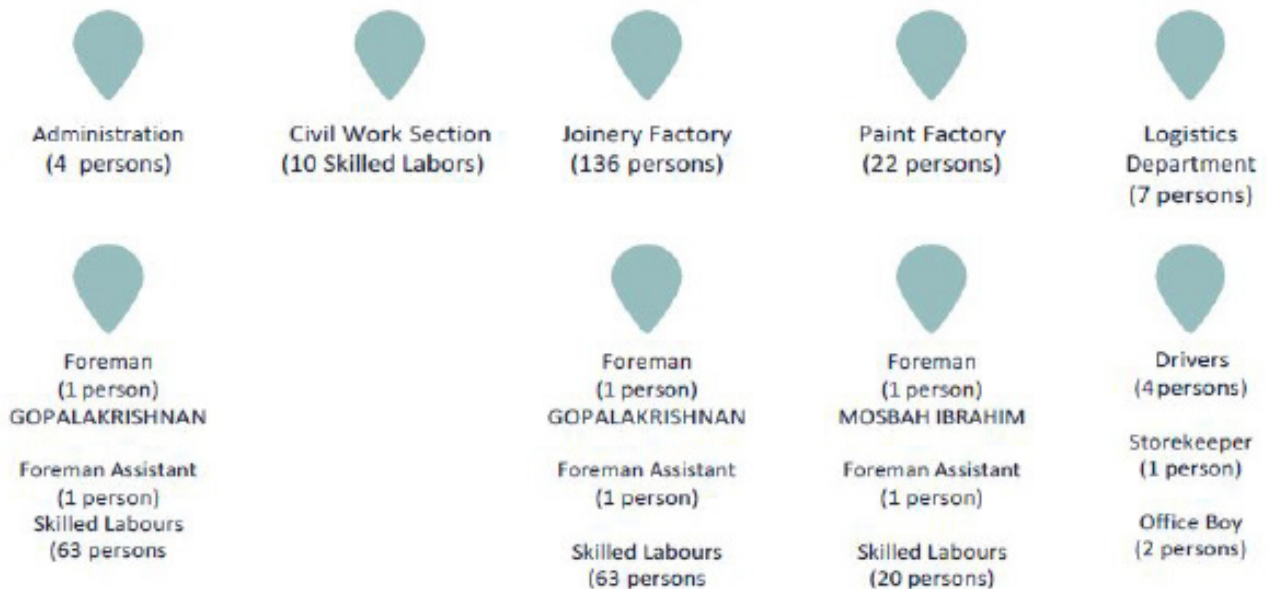 Administration
(4 persons)
Civil Work Section
(10 Skilled Labors)
Joinery Factory
(136 persons)
Paint Factory
(22 persons)
Logistics
Department
(7 persons)
Foreman
(1 person)
GOPALAKRISHNAN
Foreman Assistant
(1 person)
Skilled Labours
(63 persons
Foreman
(1 person)
GOPALAKRISHNAN
Foreman Assistant
(1 person)
Skilled Labours
(63 persons
Foreman
(1 person)
MOSBAH IBRAHIM
Foreman Assistant
(1 person)
Skilled Labours
(20 persons)
Drivers
(4persons)
Storekeeper
(1 person)
Office Boy
(2 persons)